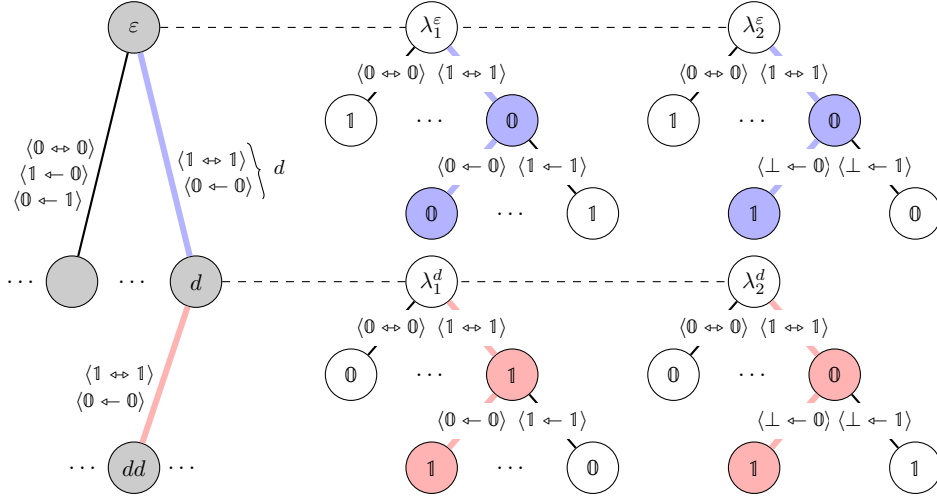 ε λ₁^ε λ₂^ε
⟨𝟘 ⇿ 𝟘⟩ ⟨𝟙 ⇿ 𝟙⟩ ⟨𝟘 ⇿ 𝟘⟩ ⟨𝟙 ⇿ 𝟙⟩
𝟙 ⋯ 𝟘 𝟙 ⋯ 𝟘
⟨𝟘 ⇿ 𝟘⟩ ⟨𝟙 ⇿ 𝟙⟩
⟨𝟘 ← 𝟘⟩ ⟨𝟙 ← 𝟙⟩ ⟨⊥ ← 𝟘⟩ ⟨⊥ ← 𝟙⟩
⟨𝟙 ← 𝟘⟩ ⟨𝟘 ← 𝟘⟩ } d
⟨𝟘 ← 𝟙⟩
𝟘 ⋯ 𝟙 𝟙 ⋯ 𝟘
⋯ ⋯ d λ₁^d λ₂^d
⟨𝟘 ⇿ 𝟘⟩ ⟨𝟙 ⇿ 𝟙⟩ ⟨𝟘 ⇿ 𝟘⟩ ⟨𝟙 ⇿ 𝟙⟩
⟨𝟙 ⇿ 𝟙⟩ 𝟘 ⋯ 𝟙 𝟘 ⋯ 𝟘
⟨𝟘 ← 𝟘⟩
⟨𝟘 ← 𝟘⟩ ⟨𝟙 ← 𝟙⟩ ⟨⊥ ← 𝟘⟩ ⟨⊥ ← 𝟙⟩
⋯ dd ⋯ 𝟙 ⋯ 𝟘 𝟙 ⋯ 𝟙